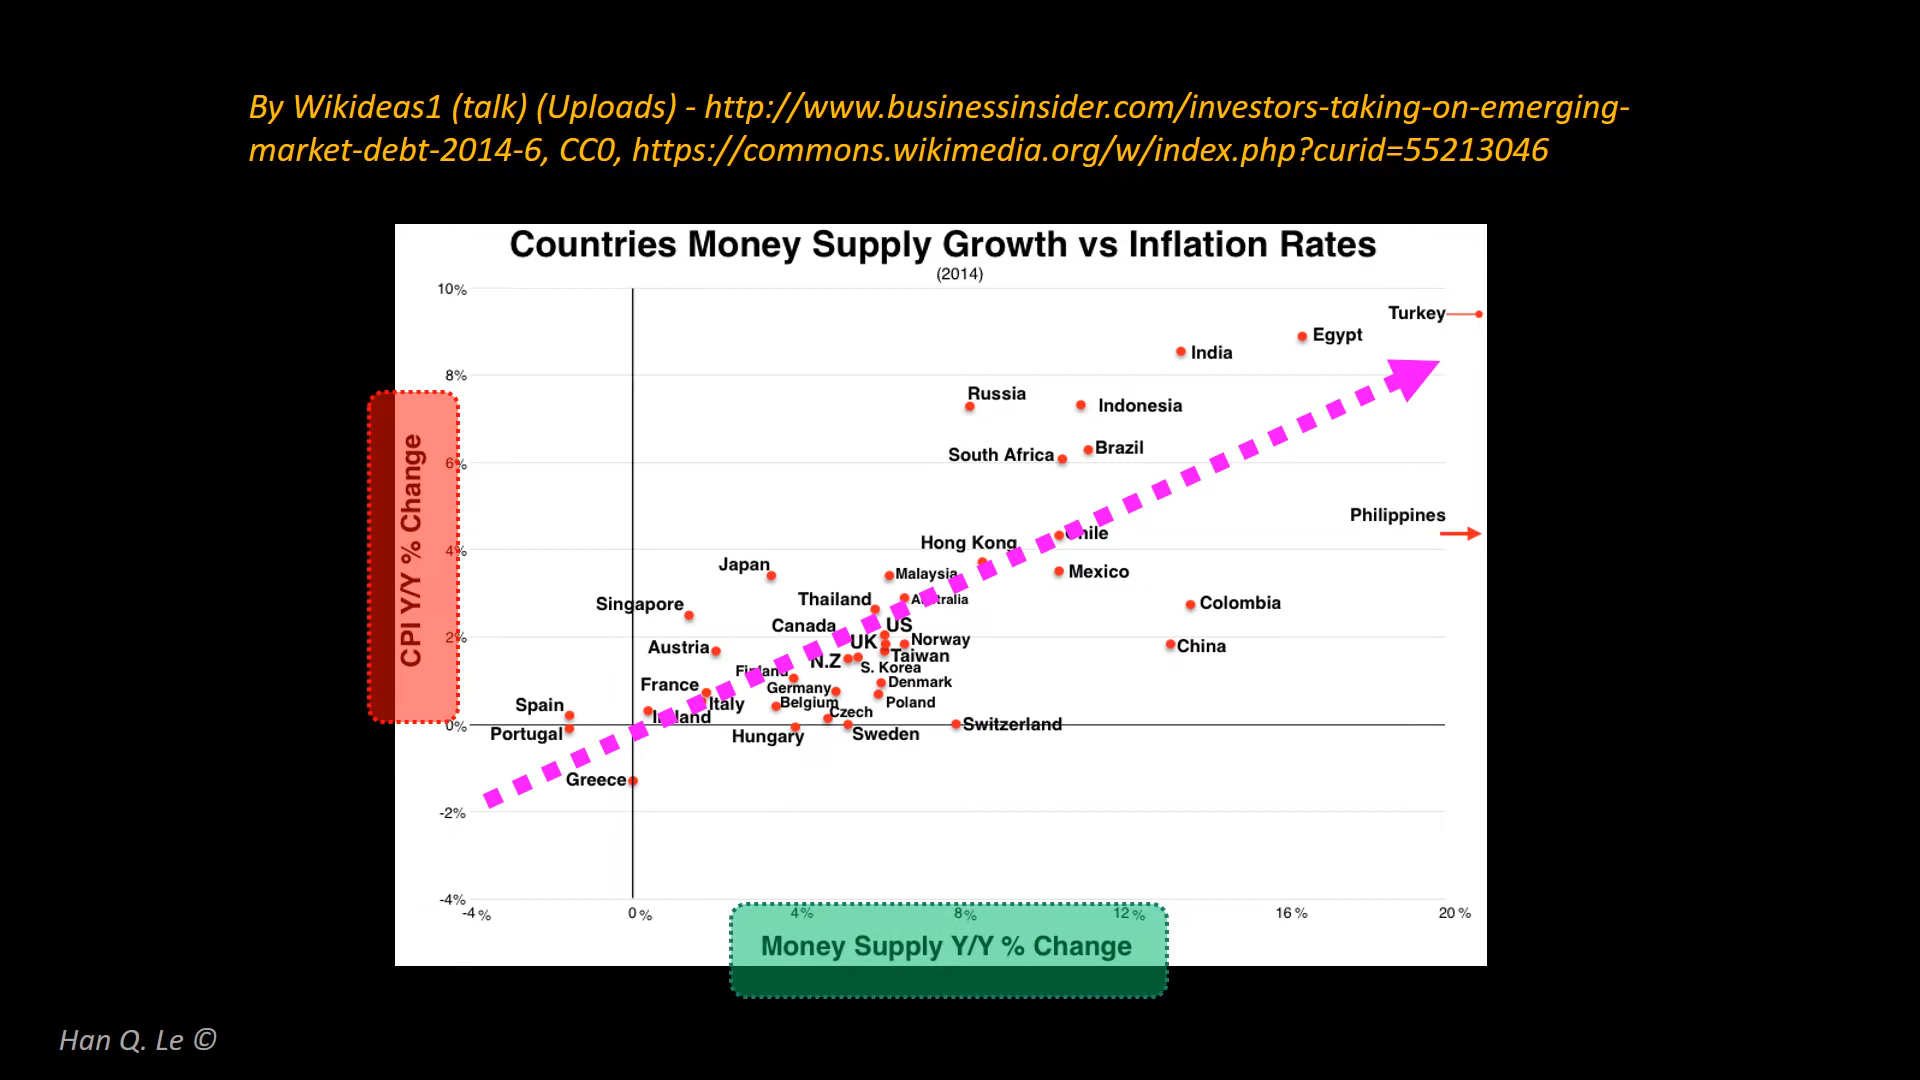 By Wikideas1 (talk) (Uploads) - http://www.businessinsider.com/investors-taking-on-emerging-
market-debt-2014-6, CC0, https://commons.wikimedia.org/w/index.php?curid=55213046
Countries Money Supply Growth vs Inflation Rates
(2014)
10%
Turkey
Egypt
India
8%
Russia
Indonesia
Brazil
South Africa
6%
CPI Y/Y % Change
Philippines
Chile
Hong Kong
4%
Japan
Malaysia
Mexico
Thailand
Australia
Singapore
Colombia
Canada
US
2%
UK
Norway
Austria
China
N.Z
Taiwan
S. Korea
Finland
France
Germany
Denmark
Spain
Italy
Belgium
Poland
Ireland
Czech
0%
Portugal
Hungary
Sweden
Switzerland
Greece
-2%
-4%
-4%
0%
4%
8%
12%
16%
20%
Money Supply Y/Y % Change
Han Q. Le ©